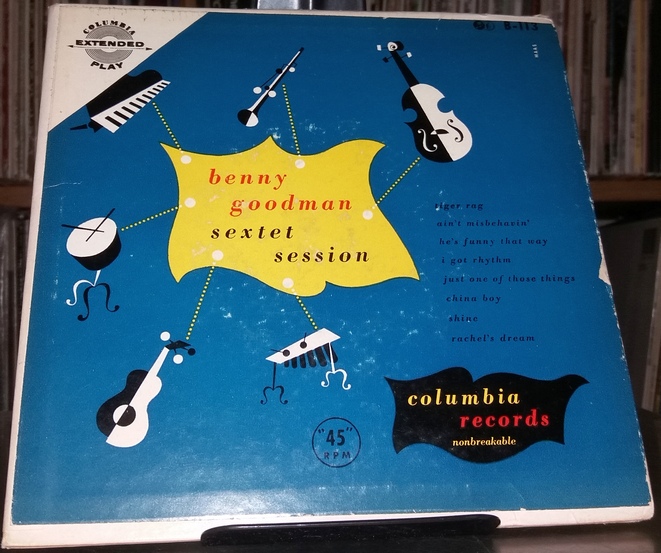 COLUMBIA
EXTENDED
PLAY
B-113
benny
goodman
sextet
session
tiger rag
ain't misbehavin'
he's funny that way
i got rhythm
just one of those things
china boy
shine
rachel's dream
columbia
records
nonbreakable
"45"
RPM